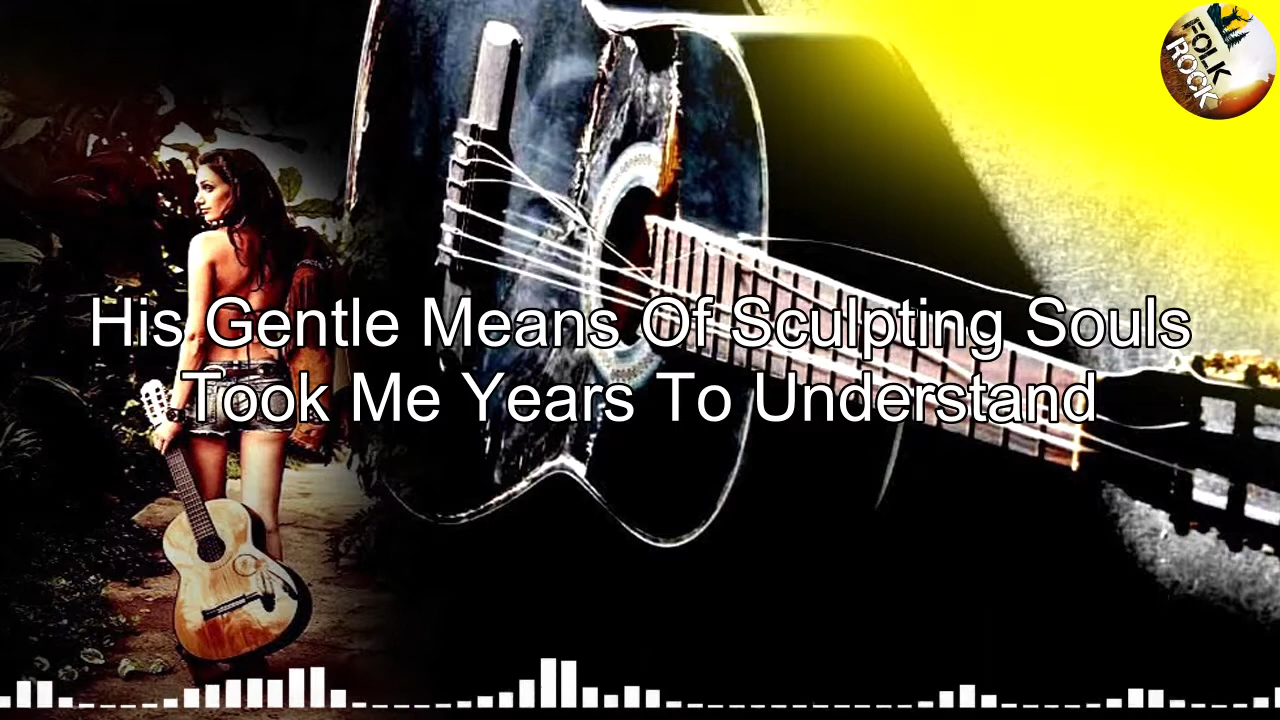 FOLK
ROCK
His Gentle Means Of Sculpting Souls
Took Me Years To Understand